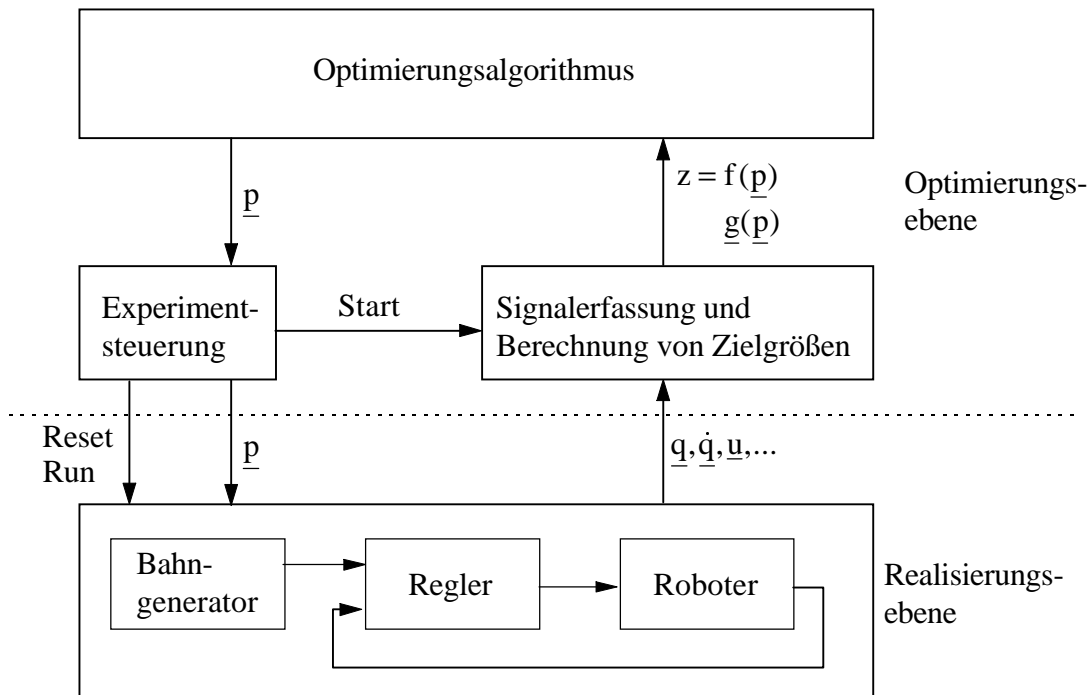 Optimierungsalgorithmus
p
z = f(p)
g(p)
Optimierungs-
ebene
Experiment-
steuerung
Start
Signalerfassung und
Berechnung von Zielgrößen
Reset
Run
p
q, q̇, u,...
Bahn-
generator
Regler
Roboter
Realisierungs-
ebene